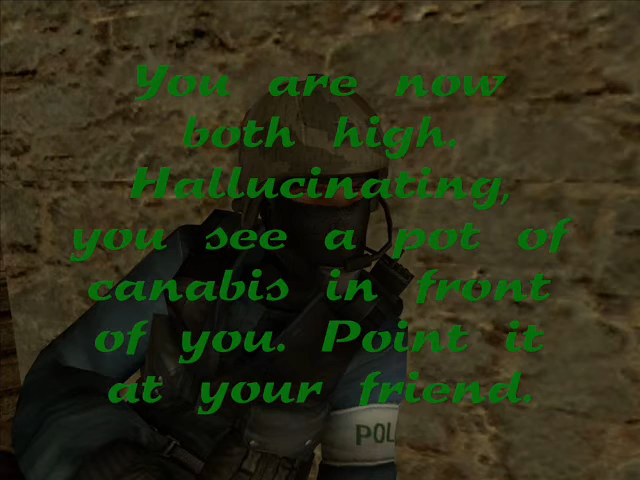 You are now
both high.
Hallucinating,
you see a pot of
canabis in front
of you. Point it
at your friend.
POL